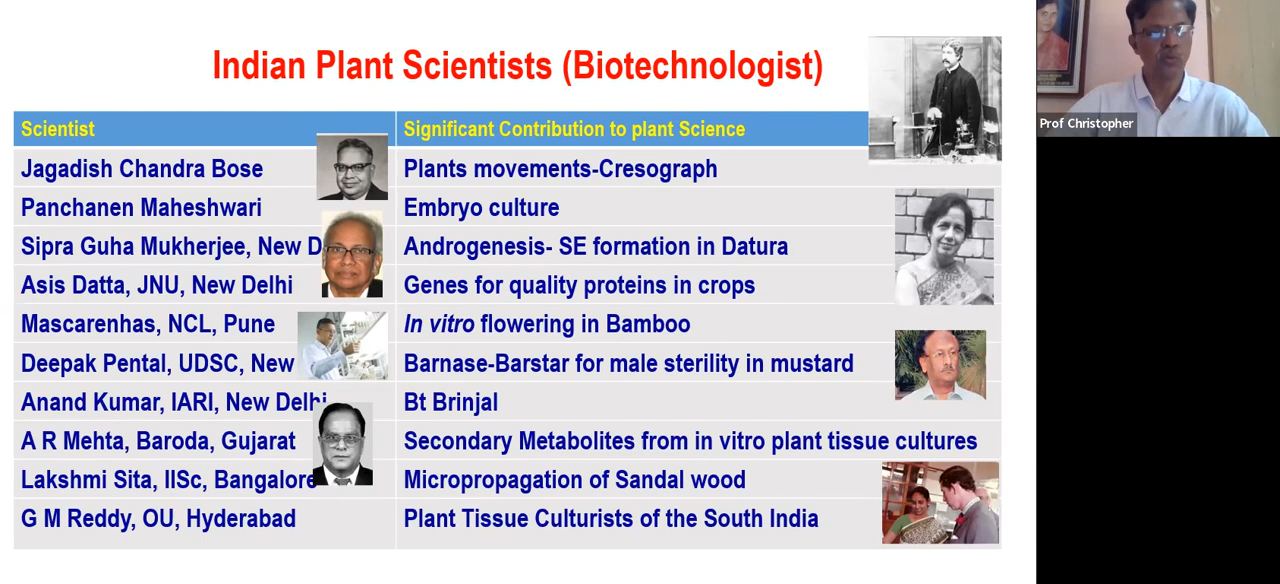 Indian Plant Scientists (Biotechnologist)
Scientist Significant Contribution to plant Science
Jagadish Chandra Bose Plants movements-Cresograph
Panchanen Maheshwari Embryo culture
Sipra Guha Mukherjee, New D Androgenesis- SE formation in Datura
Asis Datta, JNU, New Delhi Genes for quality proteins in crops
Mascarenhas, NCL, Pune In vitro flowering in Bamboo
Deepak Pental, UDSC, New Barnase-Barstar for male sterility in mustard
Anand Kumar, IARI, New Delhi Bt Brinjal
A R Mehta, Baroda, Gujarat Secondary Metabolites from in vitro plant tissue cultures
Lakshmi Sita, IISc, Bangalore Micropropagation of Sandal wood
G M Reddy, OU, Hyderabad Plant Tissue Culturists of the South India
Prof Christopher